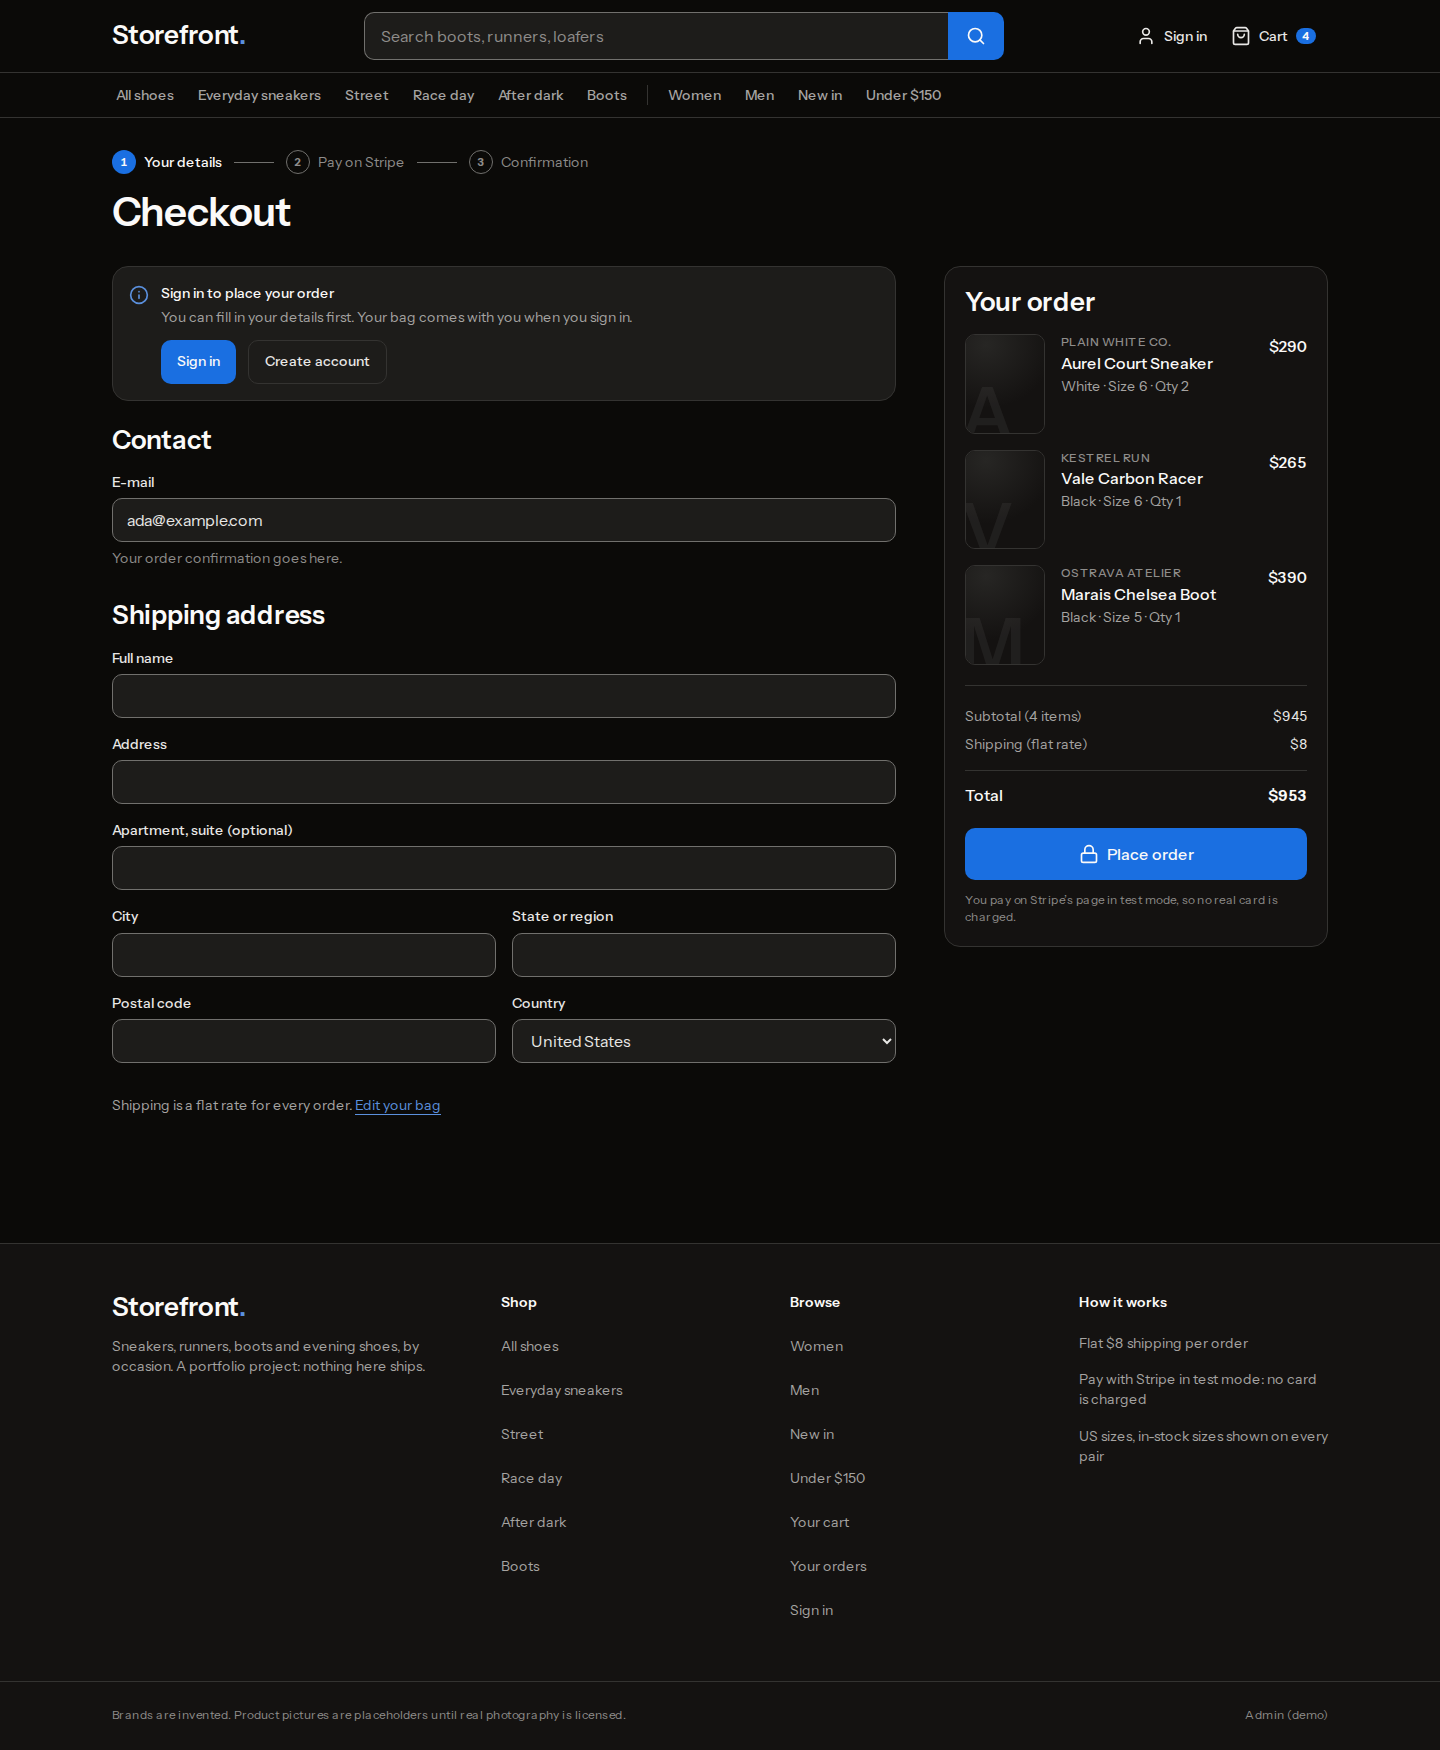 Storefront.
Search boots, runners, loafers
Sign in
Cart 4
All shoes
Everyday sneakers
Street
Race day
After dark
Boots
Women
Men
New in
Under $150
1 Your details
2 Pay on Stripe
3 Confirmation
Checkout
Sign in to place your order
You can fill in your details first. Your bag comes with you when you sign in.
Sign in
Create account
Contact
E-mail
ada@example.com
Your order confirmation goes here.
Shipping address
Full name
Address
Apartment, suite (optional)
City
State or region
Postal code
Country
United States
Shipping is a flat rate for every order. Edit your bag
Your order
A
PLAIN WHITE CO.
Aurel Court Sneaker
White · Size 6 · Qty 2
$290
V
KESTREL RUN
Vale Carbon Racer
Black · Size 6 · Qty 1
$265
M
OSTRAVA ATELIER
Marais Chelsea Boot
Black · Size 5 · Qty 1
$390
Subtotal (4 items) $945
Shipping (flat rate) $8
Total $953
Place order
You pay on Stripe's page in test mode, so no real card is
charged.
Storefront.
Sneakers, runners, boots and evening shoes, by
occasion. A portfolio project: nothing here ships.
Shop
All shoes
Everyday sneakers
Street
Race day
After dark
Boots
Browse
Women
Men
New in
Under $150
Your cart
Your orders
Sign in
How it works
Flat $8 shipping per order
Pay with Stripe in test mode: no card
is charged
US sizes, in-stock sizes shown on every
pair
Brands are invented. Product pictures are placeholders until real photography is licensed.
Admin (demo)